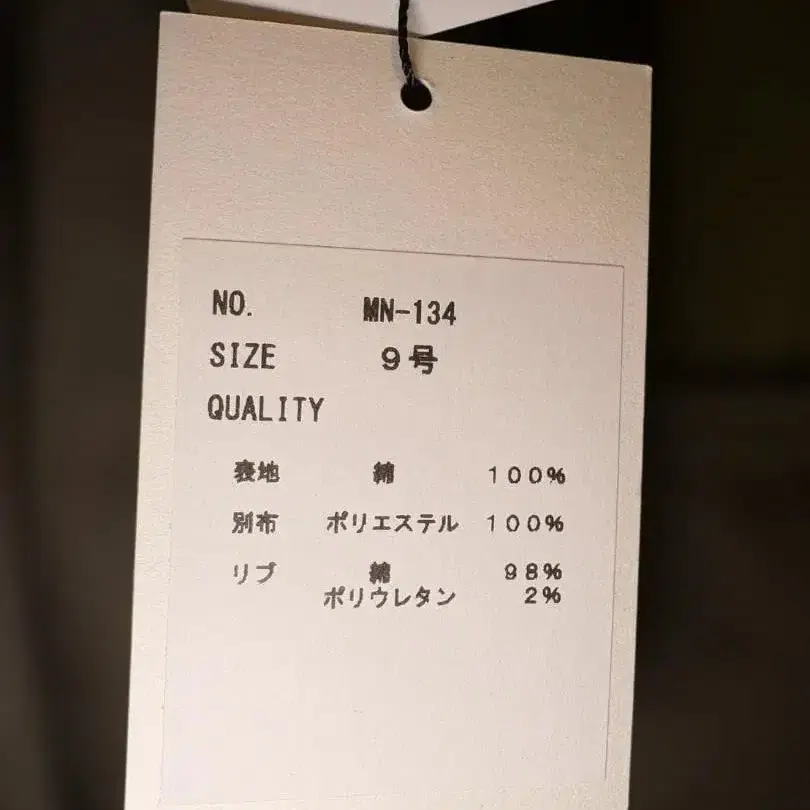 NO. MN-134
SIZE 9号
QUALITY
表地 綿 100%
別布 ポリエステル 100%
リブ 綿 98%
ポリウレタン 2%